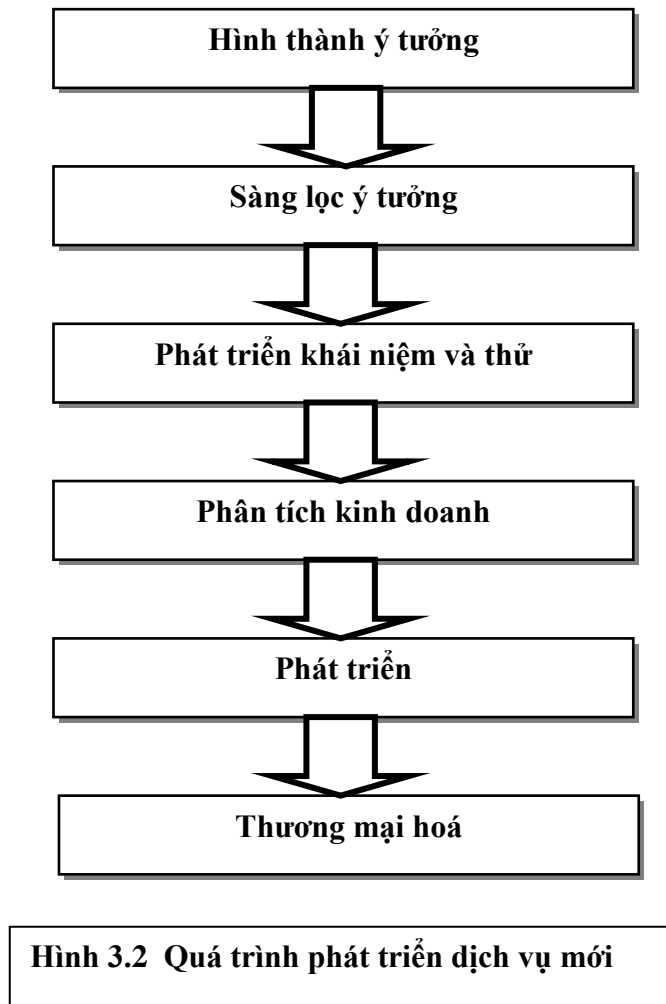 Hình thành ý tưởng
Sàng lọc ý tưởng
Phát triển khái niệm và thử
Phân tích kinh doanh
Phát triển
Thương mại hoá
Hình 3.2 Quá trình phát triển dịch vụ mới